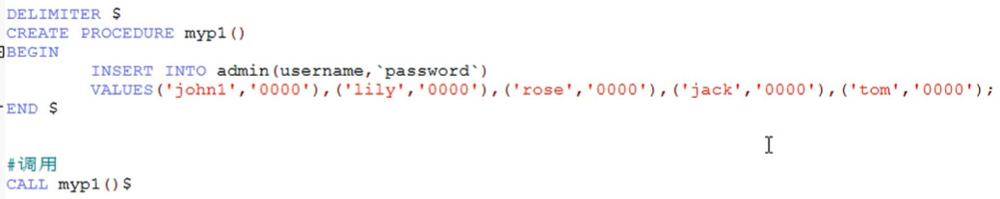 DELIMITER $
CREATE PROCEDURE myp1()
BEGIN
INSERT INTO admin(username,`password`)
VALUES('john1','0000'),('lily','0000'),('rose','0000'),('jack','0000'),('tom','0000');
END $
#调用
CALL myp1()$